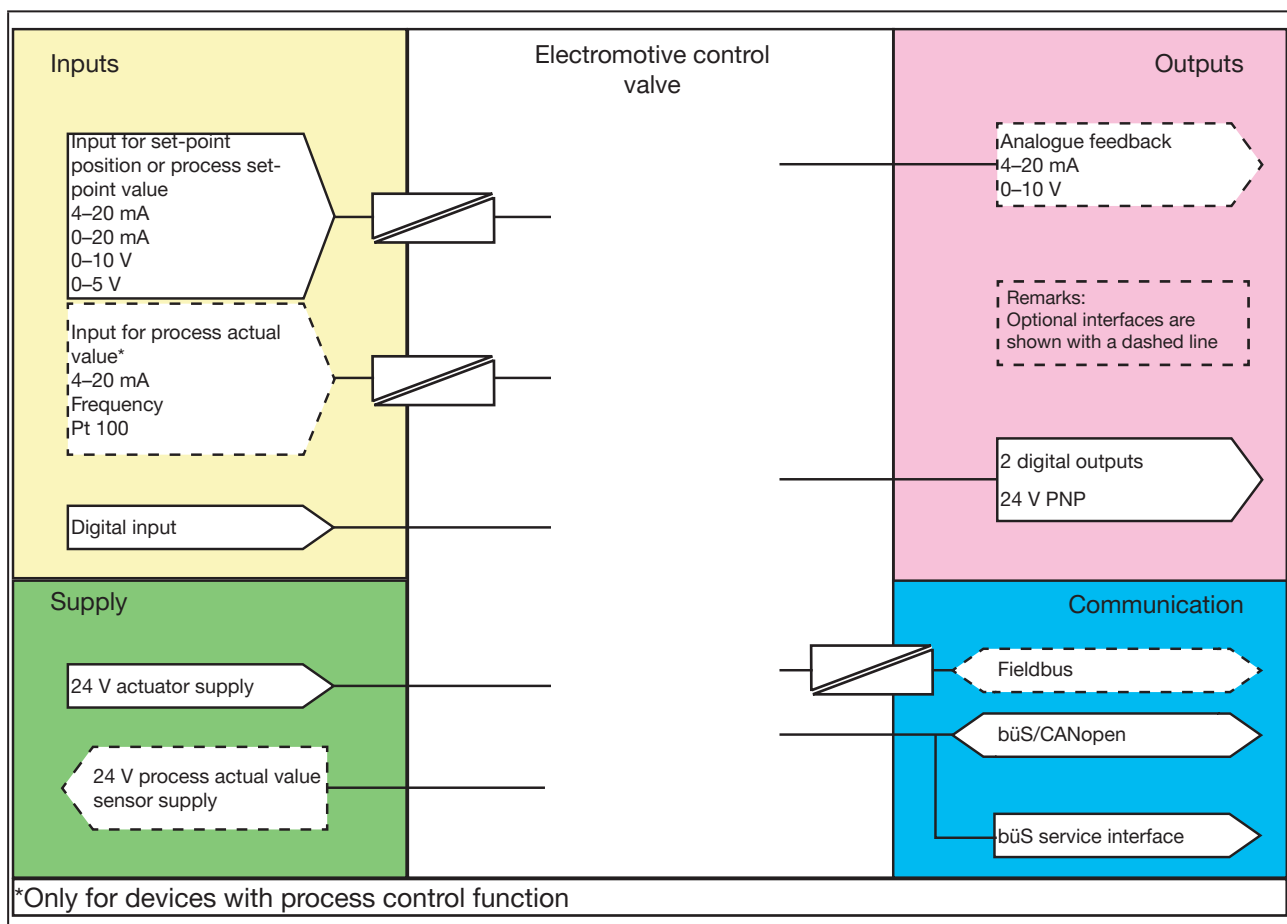 Inputs
Electromotive control
valve
Outputs
Input for set-point
position or process set-
point value
4–20 mA
0–20 mA
0–10 V
0–5 V
Input for process actual
value*
4–20 mA
Frequency
Pt 100
Digital input
Analogue feedback
4–20 mA
0–10 V
Remarks:
Optional interfaces are
shown with a dashed line
2 digital outputs
24 V PNP
Supply
24 V actuator supply
24 V process actual value
sensor supply
Communication
Fieldbus
büS/CANopen
büS service interface
*Only for devices with process control function